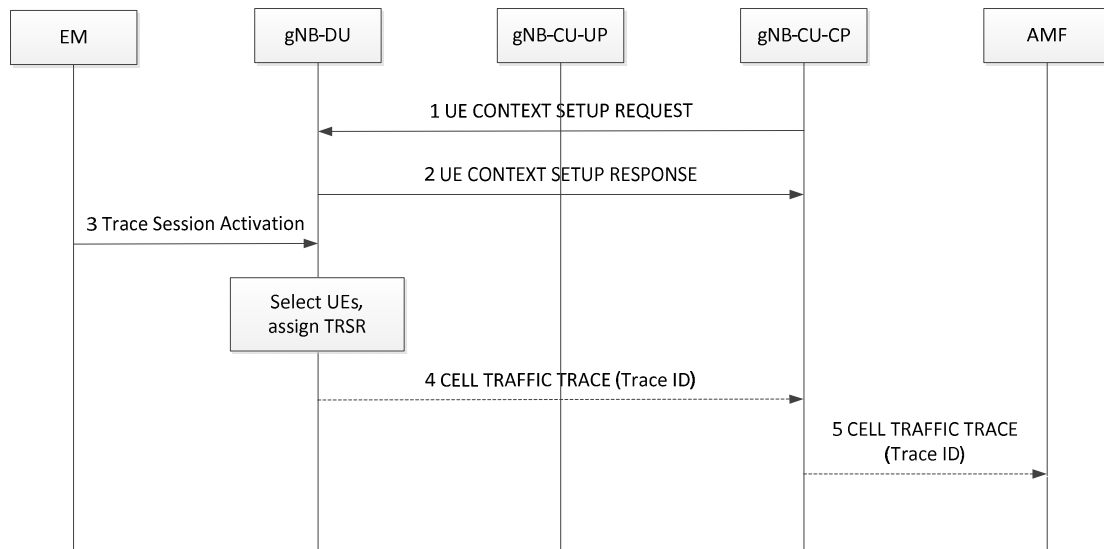 EM
gNB-DU
gNB-CU-UP
gNB-CU-CP
AMF
1 UE CONTEXT SETUP REQUEST
2 UE CONTEXT SETUP RESPONSE
3 Trace Session Activation
Select UEs,
assign TRSR
4 CELL TRAFFIC TRACE (Trace ID)
5 CELL TRAFFIC TRACE
(Trace ID)